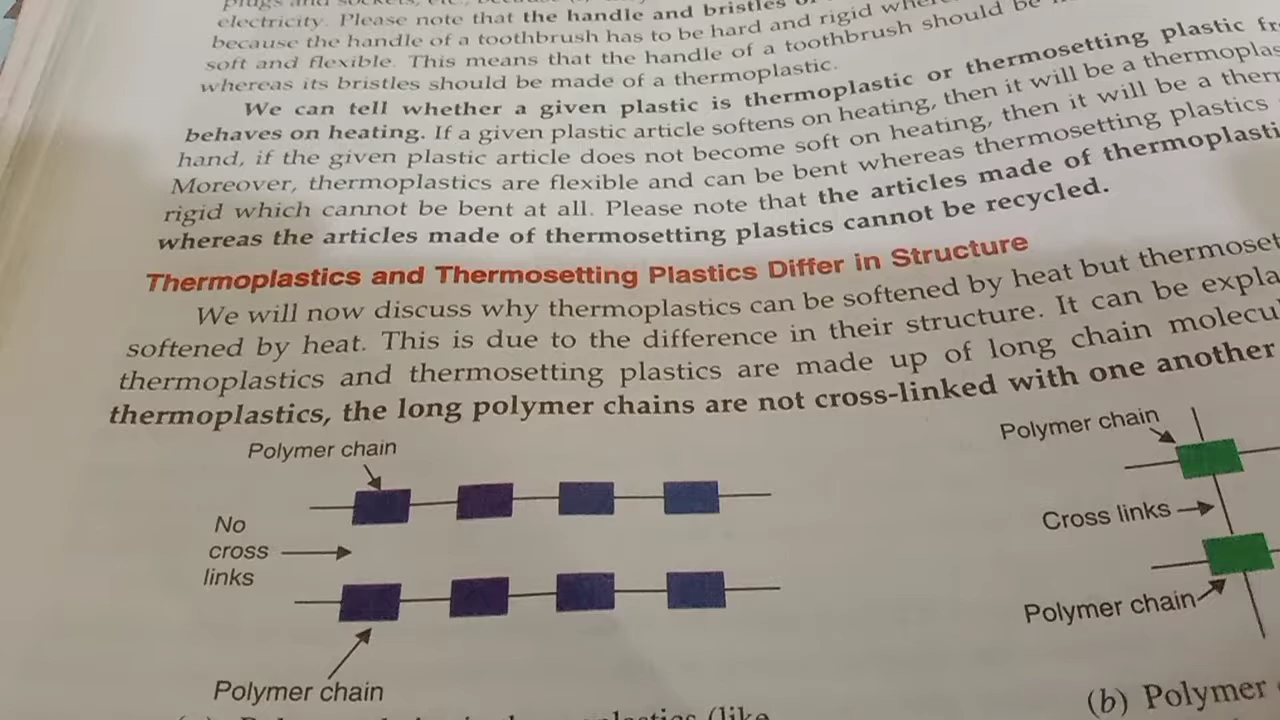 electricity. Please note that the handle and bristles
because the handle of a toothbrush has to be hard and rigid
soft and flexible. This means that the handle of a toothbrush should be
whereas its bristles should be made of a thermoplastic.
We can tell whether a given plastic is thermoplastic or thermosetting plastic
behaves on heating. If a given plastic article softens on heating, then it will be a thermoplas
hand, if the given plastic article does not become soft on heating, then it will be a ther
Moreover, thermoplastics are flexible and can be bent whereas thermosetting plastics
rigid which cannot be bent at all. Please note that the articles made of thermoplasti
whereas the articles made of thermosetting plastics cannot be recycled.
Thermoplastics and Thermosetting Plastics Differ in Structure
We will now discuss why thermoplastics can be softened by heat but thermoset
softened by heat. This is due to the difference in their structure. It can be expla
thermoplastics and thermosetting plastics are made up of long chain molecu
thermoplastics, the long polymer chains are not cross-linked with one another
Polymer chain
No
cross
links
Polymer chain
Polymer chain
Cross links
Polymer chain
(b) Polymer
(like